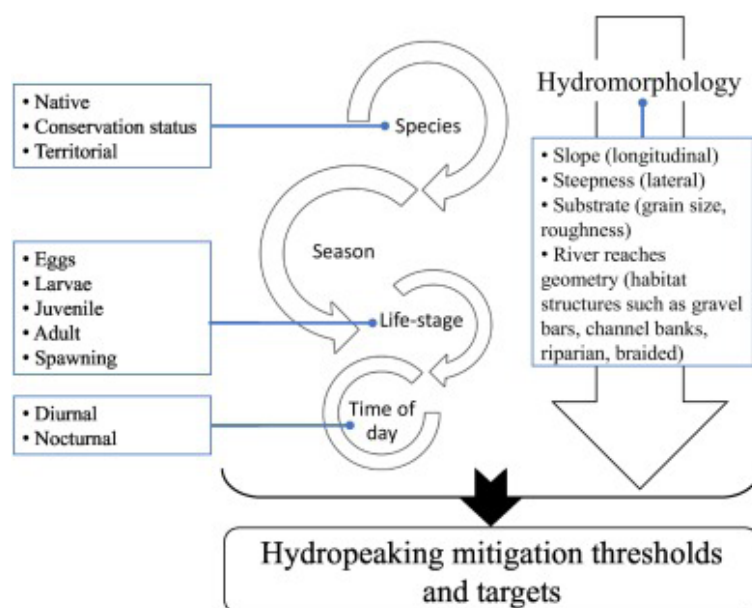 • Native
• Conservation status
• Territorial
Species
Season
• Eggs
• Larvae
• Juvenile
• Adult
• Spawning
Life-stage
• Diurnal
• Nocturnal
Time of
day
Hydromorphology
• Slope (longitudinal)
• Steepness (lateral)
• Substrate (grain size,
roughness)
• River reaches
geometry (habitat
structures such as gravel
bars, channel banks,
riparian, braided)
Hydropeaking mitigation thresholds
and targets